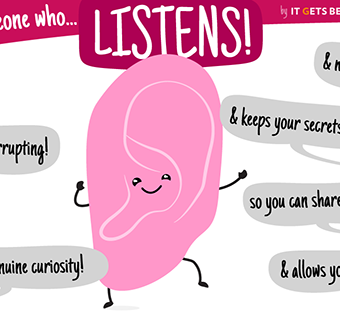 eone who...
LISTENS!
by IT GETS BE
& n
& keeps your secrets
rrupting!
so you can share
nuine curiosity!
& allows yo